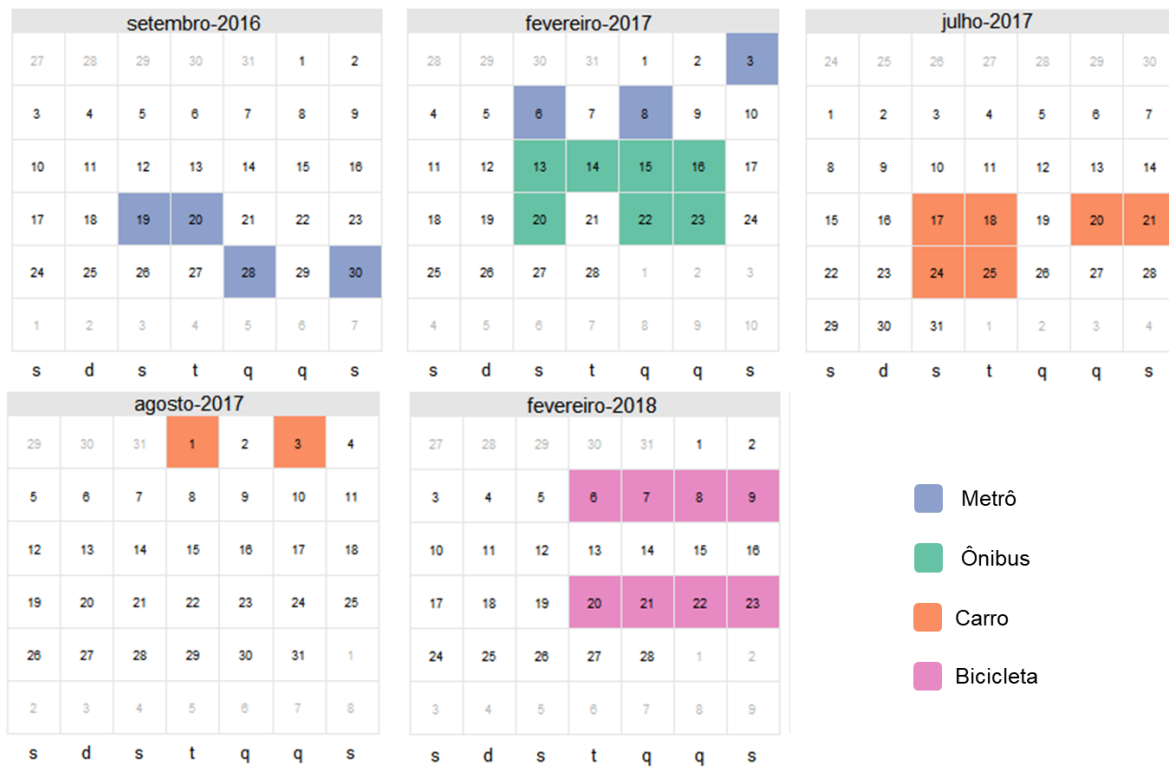 setembro-2016
27 28 29 30 31 1 2
3 4 5 6 7 8 9
10 11 12 13 14 15 16
17 18 19 20 21 22 23
24 25 26 27 28 29 30
1 2 3 4 5 6 7
s d s t q q s
fevereiro-2017
28 29 30 31 1 2 3
4 5 6 7 8 9 10
11 12 13 14 15 16 17
18 19 20 21 22 23 24
25 26 27 28 1 2 3
4 5 6 7 8 9 10
s d s t q q s
julho-2017
24 25 26 27 28 29 30
1 2 3 4 5 6 7
8 9 10 11 12 13 14
15 16 17 18 19 20 21
22 23 24 25 26 27 28
29 30 31 1 2 3 4
s d s t q q s
agosto-2017
29 30 31 1 2 3 4
5 6 7 8 9 10 11
12 13 14 15 16 17 18
19 20 21 22 23 24 25
26 27 28 29 30 31 1
2 3 4 5 6 7 8
s d s t q q s
fevereiro-2018
27 28 29 30 31 1 2
3 4 5 6 7 8 9
10 11 12 13 14 15 16
17 18 19 20 21 22 23
24 25 26 27 28 1 2
3 4 5 6 7 8 9
s d s t q q s
Metrô
Ônibus
Carro
Bicicleta